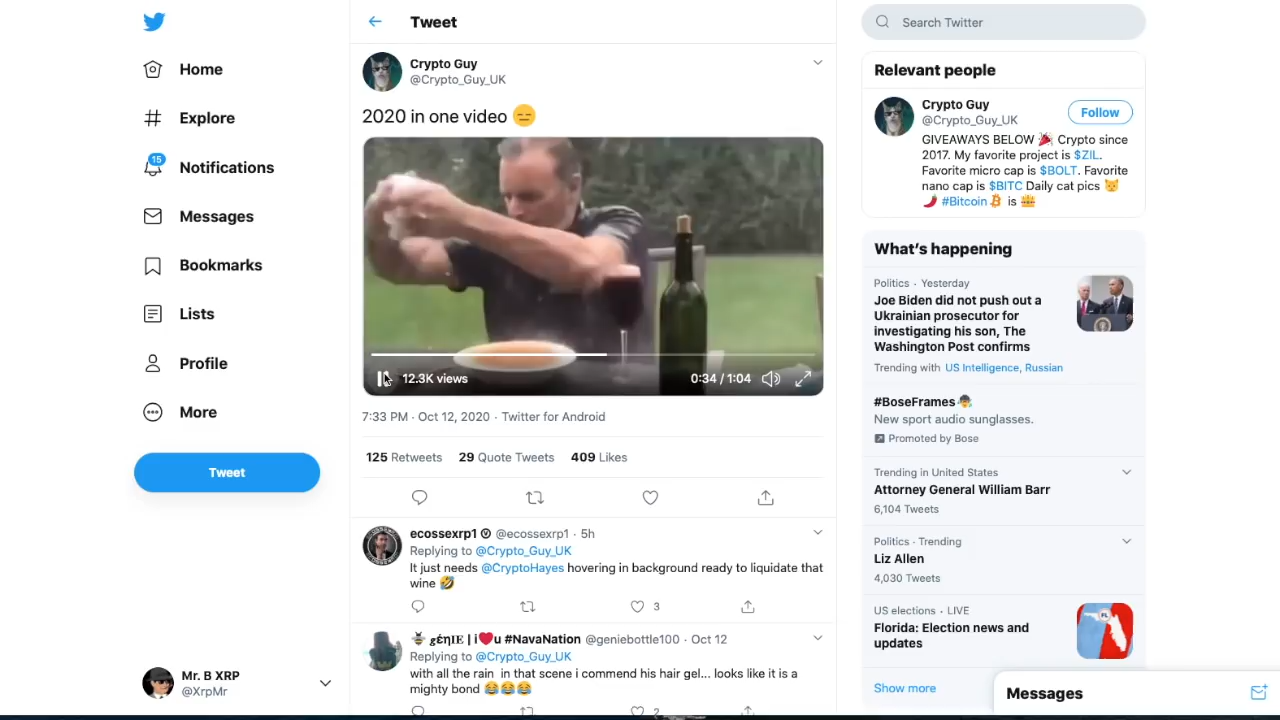 Home
Explore
15
Notifications
Messages
Bookmarks
Lists
Profile
More
Tweet
Mr. B XRP
@XrpMr
Tweet
Crypto Guy
@Crypto_Guy_UK
2020 in one video 😑
12.3K views
0:34 / 1:04
7:33 PM · Oct 12, 2020 · Twitter for Android
125 Retweets 29 Quote Tweets 409 Likes
ecossexrp1 @ecossexrp1 · 5h
Replying to @Crypto_Guy_UK
It just needs @CryptoHayes hovering in background ready to liquidate that
wine 🤣
3
🐝 𝖌έηιΕ | i❤️u #NavaNation @geniebottle100 · Oct 12
Replying to @Crypto_Guy_UK
with all the rain in that scene i commend his hair gel... looks like it is a
mighty bond 😂😂😂
2
Search Twitter
Relevant people
Crypto Guy
@Crypto_Guy_UK
Follow
GIVEAWAYS BELOW 🎉 Crypto since
2017. My favorite project is $ZIL.
Favorite micro cap is $BOLT. Favorite
nano cap is $BITC Daily cat pics 😺
🌶️ #Bitcoin is 👑
What's happening
Politics · Yesterday
Joe Biden did not push out a
Ukrainian prosecutor for
investigating his son, The
Washington Post confirms
Trending with US Intelligence, Russian
#BoseFrames
New sport audio sunglasses.
Promoted by Bose
Trending in United States
Attorney General William Barr
6,104 Tweets
Politics · Trending
Liz Allen
4,030 Tweets
US elections · LIVE
Florida: Election news and
updates
FL
Show more
Messages